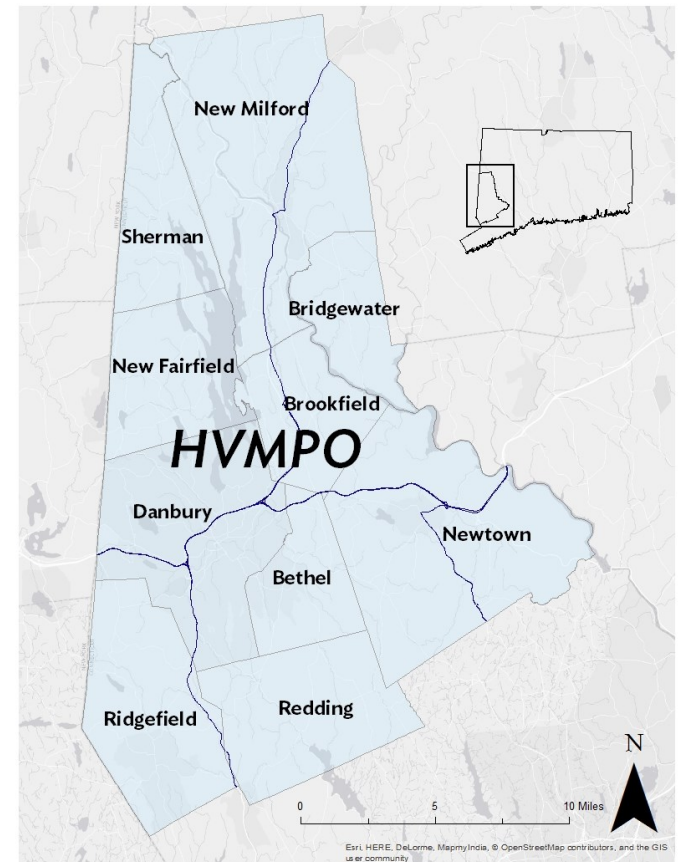 New Milford
Sherman
Bridgewater
New Fairfield
Brookfield
HVMPO
Danbury
Newtown
Bethel
Redding
Ridgefield
N
0 5 10 Miles
Esri, HERE, DeLorme, MapmyIndia, © OpenStreetMap contributors, and the GIS
user community